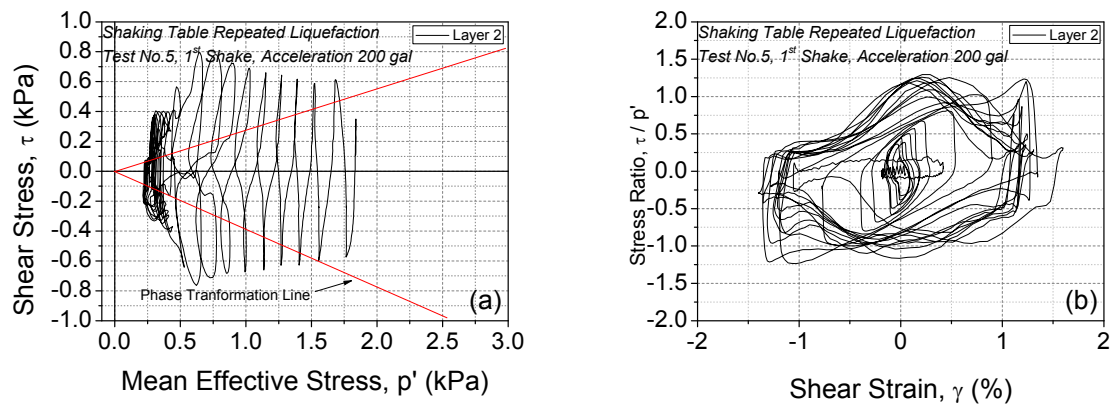 Shaking Table Repeated Liquefaction
Test No.5, 1st Shake, Acceleration 200 gal
Layer 2
1.0
0.8
0.6
0.4
0.2
0.0
-0.2
-0.4
-0.6
-0.8
-1.0
Shear Stress, τ (kPa)
Phase Tranformation Line
(a)
0.0 0.5 1.0 1.5 2.0 2.5 3.0
Mean Effective Stress, p' (kPa)
Shaking Table Repeated Liquefaction
Test No.5, 1st Shake, Acceleration 200 gal
Layer 2
2.0
1.5
1.0
0.5
0.0
-0.5
-1.0
-1.5
-2.0
Stress Ratio, τ / p'
(b)
-2 -1 0 1 2
Shear Strain, γ (%)